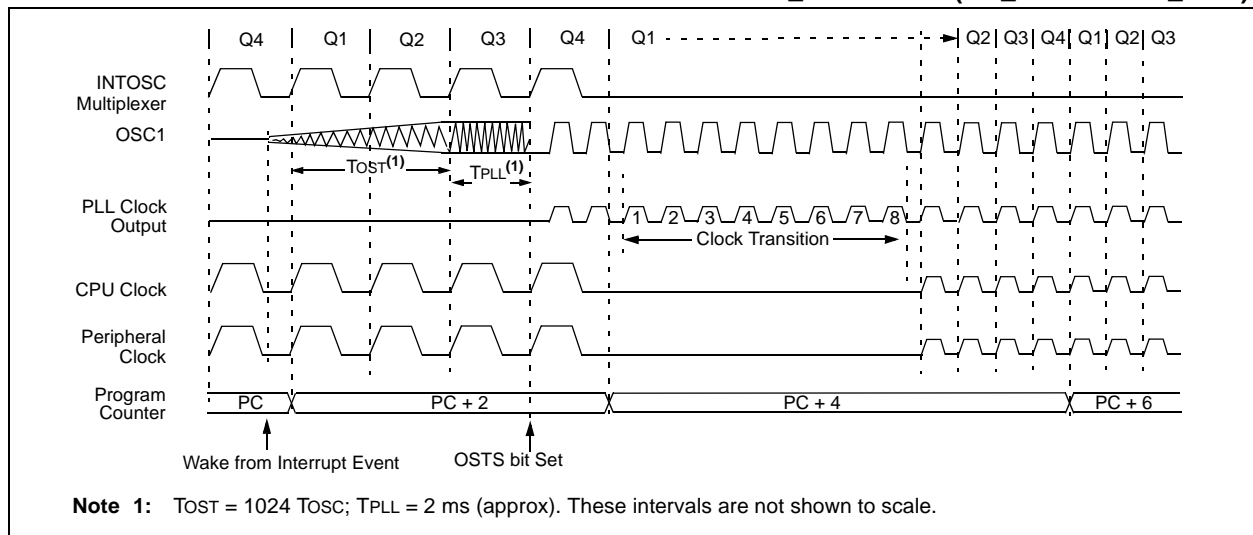 Q4 Q1 Q2 Q3 Q4 Q1 Q2 Q3 Q4 Q1 Q2 Q3
INTOSC
Multiplexer
OSC1
TOST(1)
TPLL(1)
PLL Clock
Output
1 2 3 4 5 6 7 8
Clock Transition
CPU Clock
Peripheral
Clock
Program
Counter
PC PC + 2 PC + 4 PC + 6
Wake from Interrupt Event
OSTS bit Set
Note 1: TOST = 1024 TOSC; TPLL = 2 ms (approx). These intervals are not shown to scale.